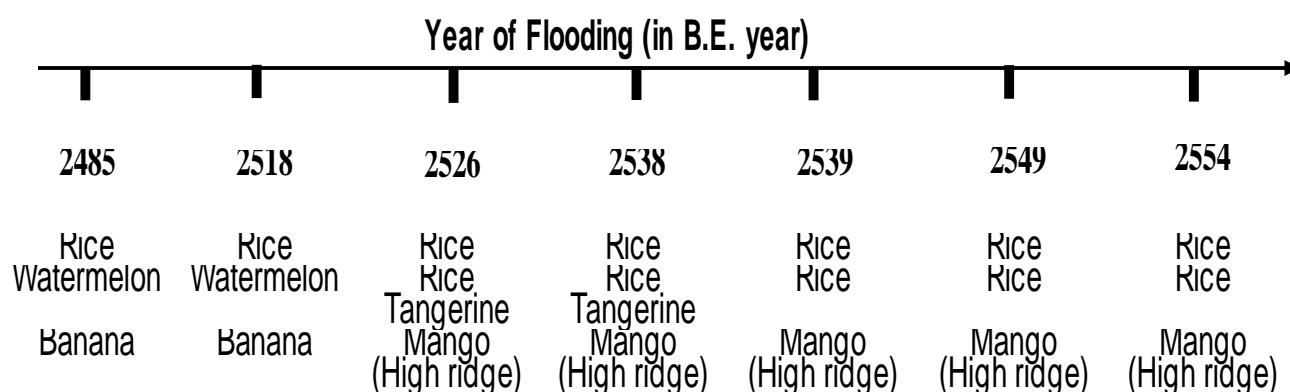 Year of Flooding (in B.E. year)
2485 2518 2526 2538 2539 2549 2554
Rice Rice Rice Rice Rice Rice Rice
Watermelon Watermelon Rice Rice Rice Rice Rice
Tangerine Tangerine
Banana Banana Mango Mango Mango Mango Mango
(High ridge) (High ridge) (High ridge) (High ridge) (High ridge)